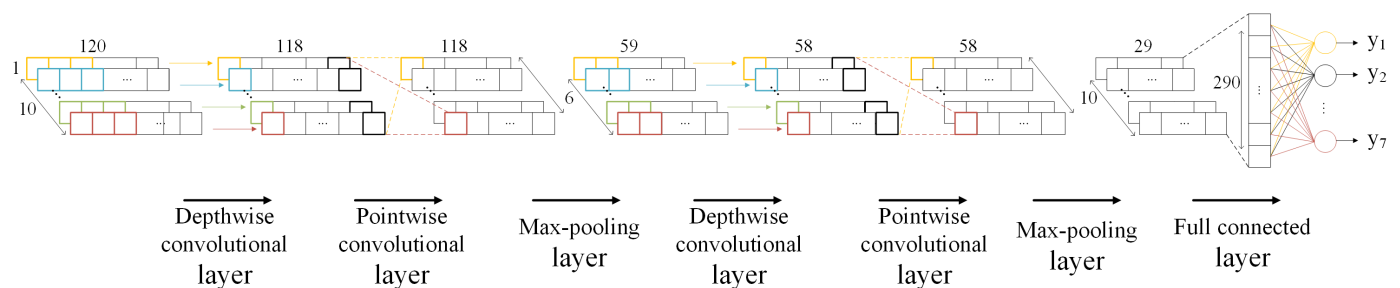 120
118
118
59
58
58
29
1
10
6
10
290
...
...
...
...
...
...
...
...
...
...
...
...
...
...
y1
y2
y7
Depthwise
convolutional
layer
Pointwise
convolutional
layer
Max-pooling
layer
Depthwise
convolutional
layer
Pointwise
convolutional
layer
Max-pooling
layer
Full connected
layer